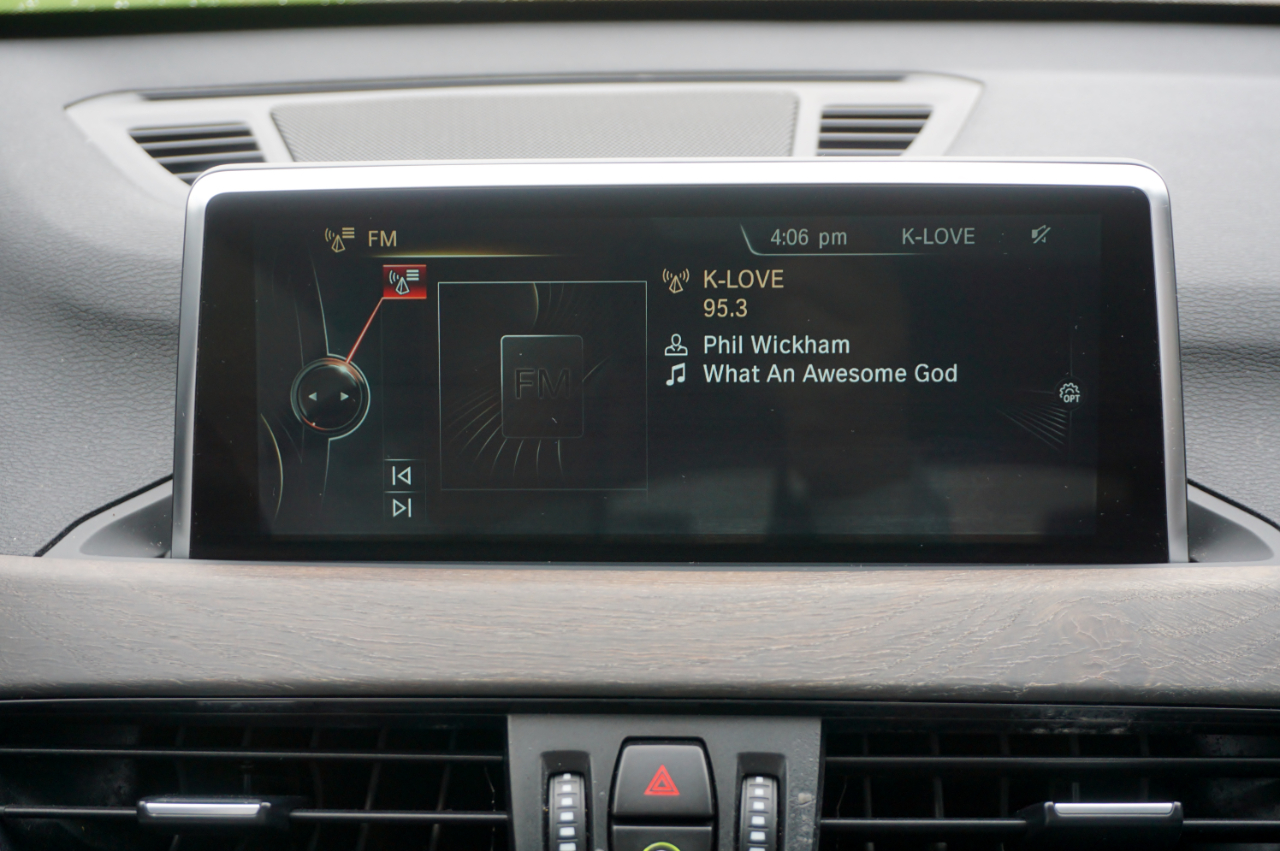 FM
4:06 pm
K-LOVE
K-LOVE
95.3
Phil Wickham
What An Awesome God
FM
OPT